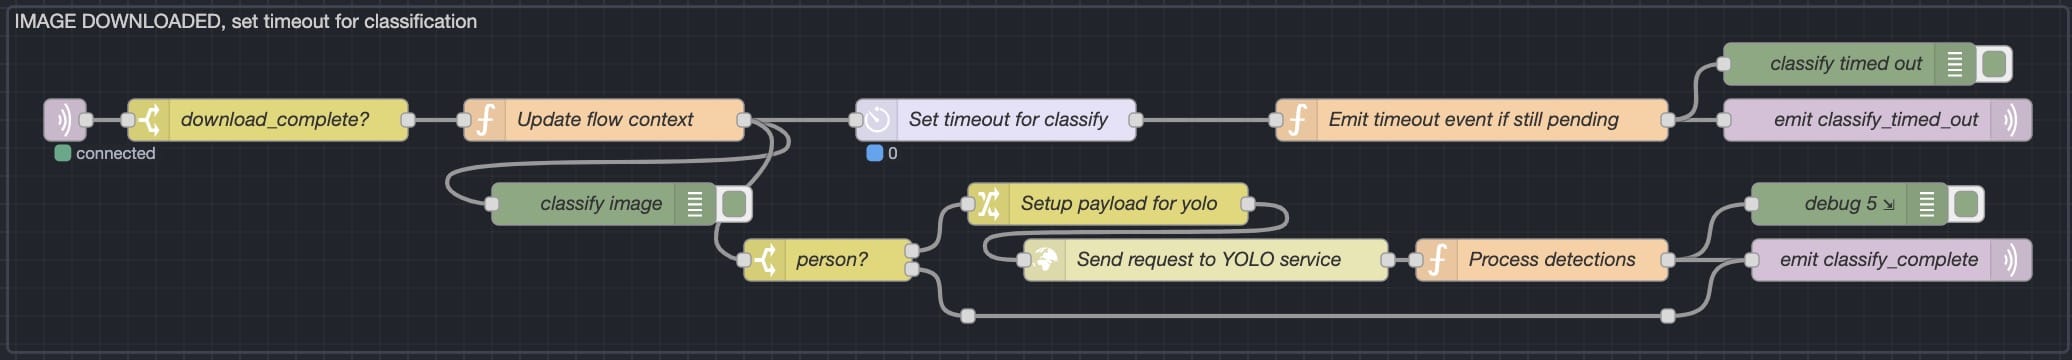 IMAGE DOWNLOADED, set timeout for classification
classify timed out
download_complete?
Update flow context
Set timeout for classify
Emit timeout event if still pending
emit classify_timed_out
connected
0
classify image
Setup payload for yolo
debug 5
person?
Send request to YOLO service
Process detections
emit classify_complete